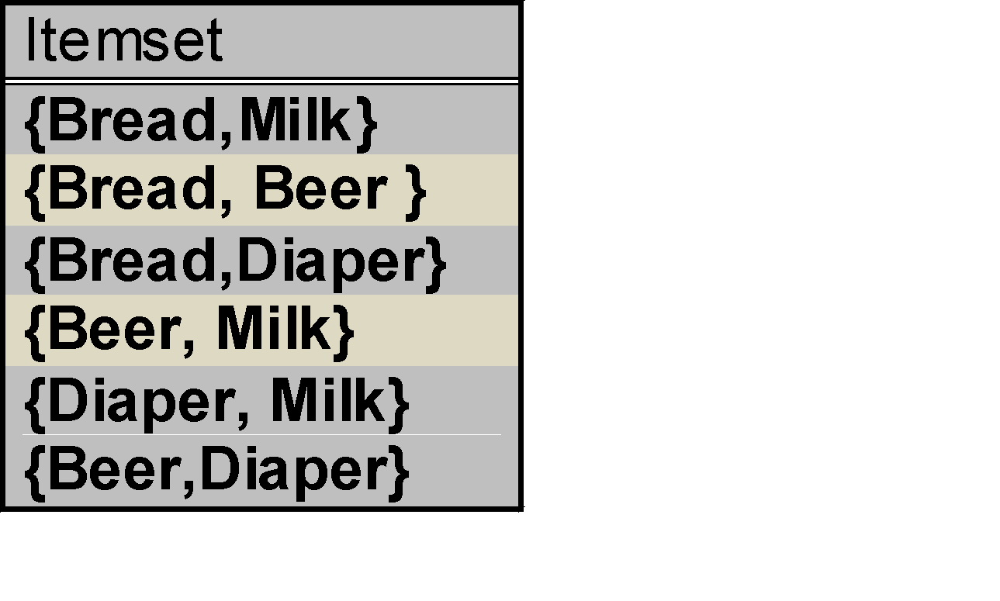 Itemset
{Bread,Milk}
{Bread, Beer }
{Bread,Diaper}
{Beer, Milk}
{Diaper, Milk}
{Beer,Diaper}